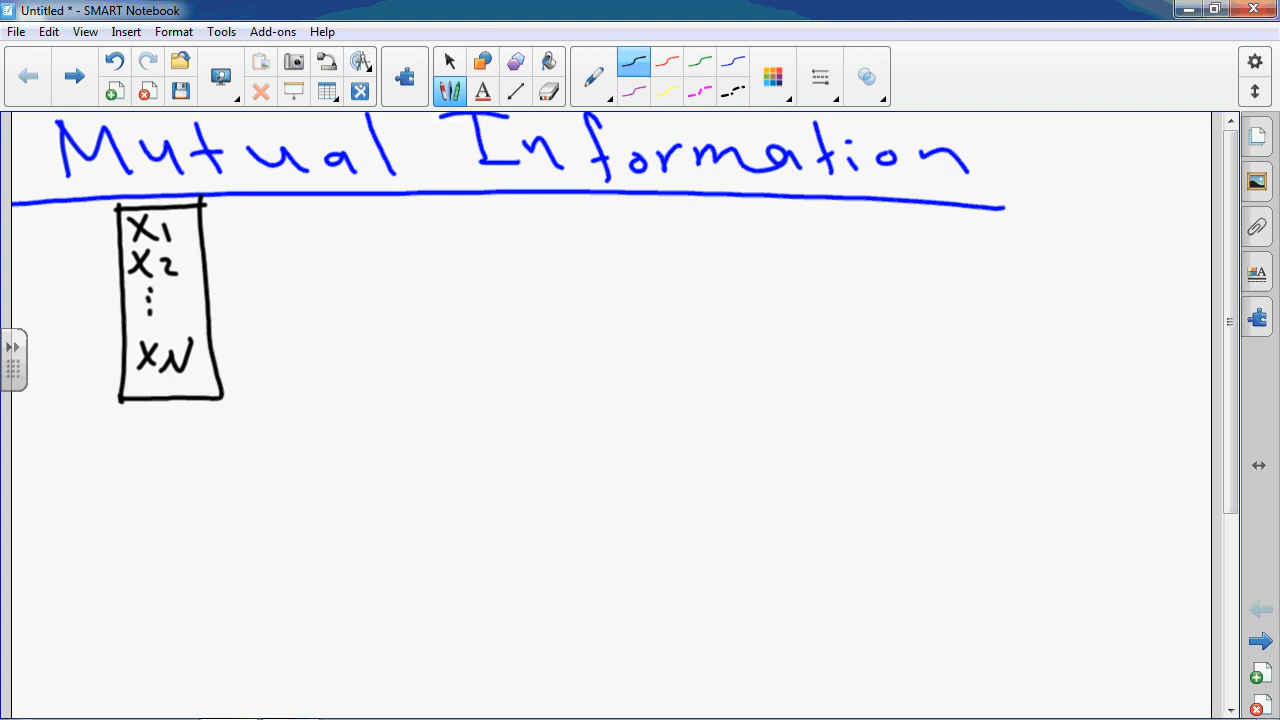 Untitled * - SMART Notebook
File Edit View Insert Format Tools Add-ons Help
Mutual Information
X1
X2
⋮
XN